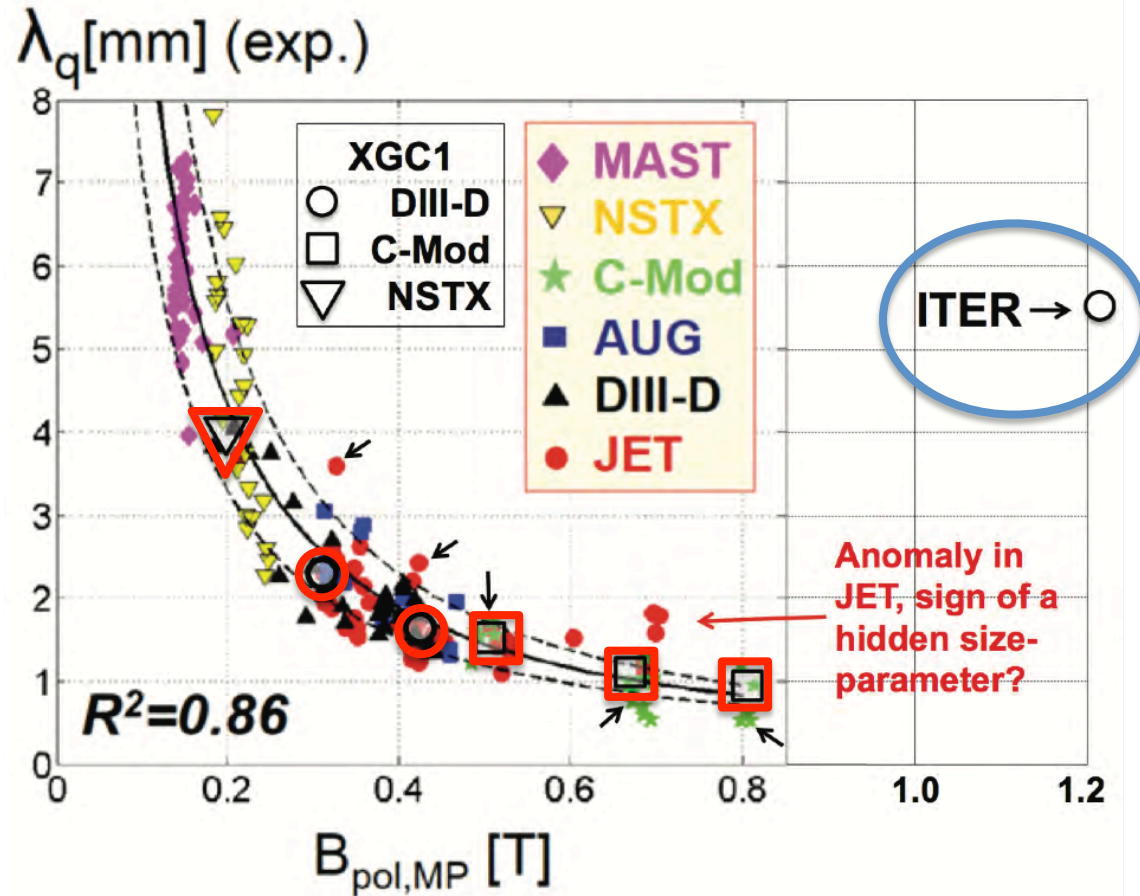 λq[mm] (exp.)
8
7
6
5
4
3
2
1
0
XGC1
DIII-D
C-Mod
NSTX
MAST
NSTX
C-Mod
AUG
DIII-D
JET
ITER→
Anomaly in
JET, sign of a
hidden size-
parameter?
R²=0.86
0 0.2 0.4 0.6 0.8 1.0 1.2
Bpol,MP [T]